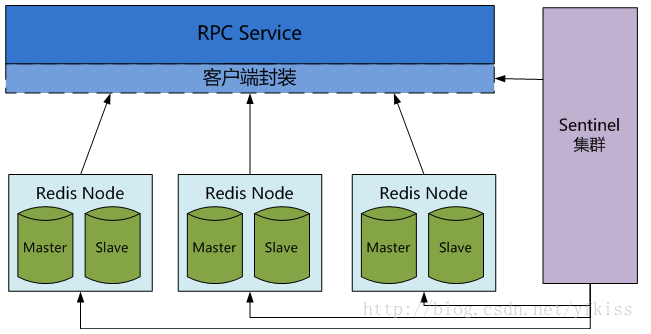 RPC Service
客户端封装
Sentinel
集群
Redis Node
Master
Slave
Redis Node
Master
Slave
Redis Node
Master
Slave
http://blog.csdn.net/yfkiss